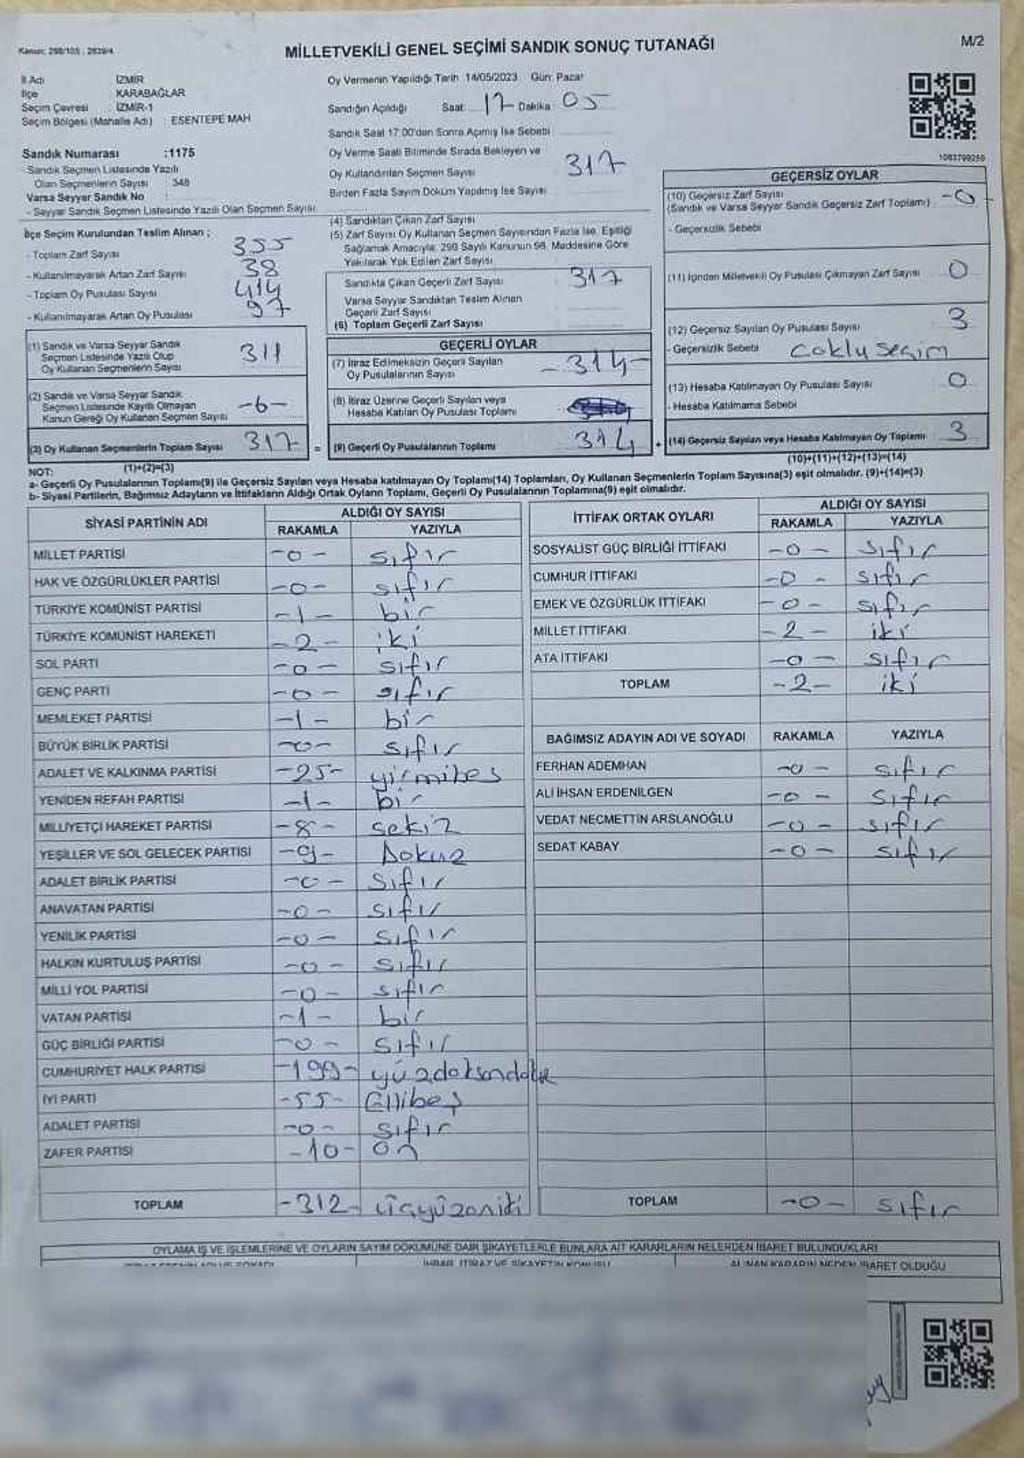 Kanun: 298/105 , 2839/4
MİLLETVEKİLİ GENEL SEÇİMİ SANDIK SONUÇ TUTANAĞI
M/2
İl Adı İZMİR
İlçe KARABAĞLAR
Seçim Çevresi İZMİR-1
Seçim Bölgesi (Mahalle Adı) : ESENTEPE MAH
Sandık Numarası :1175
- Sandık Seçmen Listesinde Yazılı
Olan Seçmenlerin Sayısı : 348
Varsa Seyyar Sandık No :
- Seyyar Sandık Seçmen Listesinde Yazılı Olan Seçmen Sayısı:
İlçe Seçim Kurulundan Teslim Alınan ;
- Toplam Zarf Sayısı 355
- Kullanılmayarak Artan Zarf Sayısı 38
- Toplam Oy Pusulası Sayısı 414
- Kullanılmayarak Artan Oy Pusulası 97
Oy Vermenin Yapıldığı Tarih 14/05/2023 Gün: Pazar
Sandığın Açıldığı Saat: 17 Dakika: 05
Sandık Saat 17:00'dan Sonra Açmış İse Sebebi
Oy Verme Saati Bitiminde Sırada Bekleyen ve
Oy Kullandırılan Seçmen Sayısı 317
Birden Fazla Sayım Döküm Yapılmış İse Sayısı
(4) Sandıktan Çıkan Zarf Sayısı
(5) Zarf Sayısı Oy Kullanan Seçmen Sayısından Fazla İse, Eşitliği
Sağlamak Amacıyla; 298 Sayılı Kanunun 98. Maddesine Göre
Yakılarak Yok Edilen Zarf Sayısı
Sandıkta Çıkan Geçerli Zarf Sayısı 317
Varsa Seyyar Sandıktan Teslim Alınan
Geçerli Zarf Sayısı
(6) Toplam Geçerli Zarf Sayısı
1083799259
GEÇERSİZ OYLAR
(10) Geçersiz Zarf Sayısı
(Sandık ve Varsa Seyyar Sandık Geçersiz Zarf Toplamı) -0-
- Geçersizlik Sebebi
(11) İçinden Milletvekili Oy Pusulası Çıkmayan Zarf Sayısı 0
(12) Geçersiz Sayılan Oy Pusulası Sayısı 3
- Geçersizlik Sebebi Coklu seçim
(13) Hesaba Katılmayan Oy Pusulası Sayısı 0
- Hesaba Katılmama Sebebi
(14) Geçersiz Sayılan veya Hesaba Katılmayan Oy Toplamı 3
(10)+(11)+(12)+(13)=(14)
(1) Sandık ve Varsa Seyyar Sandık
Seçmen Listesinde Yazılı Olup
Oy Kullanan Seçmenlerin Sayısı 311
(2) Sandık ve Varsa Seyyar Sandık
Seçmen Listesinde Kayıtlı Olmayan
Kanun Gereği Oy Kullanan Seçmen Sayısı -6-
(3) Oy Kullanan Seçmenlerin Toplam Sayısı 317 =
(1)+(2)=(3)
GEÇERLİ OYLAR
(7) İtiraz Edilmeksizin Geçerli Sayılan
Oy Pusulalarının Sayısı -314-
(8) İtiraz Üzerine Geçerli Sayılan veya
Hesaba Katılan Oy Pusulası Toplamı
(9) Geçerli Oy Pusulalarının Toplamı 314 +
NOT:
a- Geçerli Oy Pusulalarının Toplamı(9) ile Geçersiz Sayılan veya Hesaba katılmayan Oy Toplamı(14) Toplamları, Oy Kullanan Seçmenlerin Toplam Sayısına(3) eşit olmalıdır. (9)+(14)=(3)
b- Siyasi Partilerin, Bağımsız Adayların ve İttifakların Aldığı Ortak Oyların Toplamı, Geçerli Oy Pusulalarının Toplamına(9) eşit olmalıdır.
SİYASİ PARTİNİN ADI ALDIĞI OY SAYISI
RAKAMLA YAZIYLA
MİLLET PARTİSİ -0- sıfır
HAK VE ÖZGÜRLÜKLER PARTİSİ -0- sıfır
TÜRKİYE KOMÜNİST PARTİSİ -1- bir
TÜRKİYE KOMÜNİST HAREKETİ -2- iki
SOL PARTİ -0- sıfır
GENÇ PARTİ -0- sıfır
MEMLEKET PARTİSİ -1- bir
BÜYÜK BİRLİK PARTİSİ -0- sıfır
ADALET VE KALKINMA PARTİSİ -25- yirmibeş
YENİDEN REFAH PARTİSİ -1- bir
MİLLİYETÇİ HAREKET PARTİSİ -8- sekiz
YEŞİLLER VE SOL GELECEK PARTİSİ -9- Dokuz
ADALET BİRLİK PARTİSİ -0- sıfır
ANAVATAN PARTİSİ -0- sıfır
YENİLİK PARTİSİ -0- sıfır
HALKIN KURTULUŞ PARTİSİ -0- sıfır
MİLLİ YOL PARTİSİ -0- sıfır
VATAN PARTİSİ -1- bir
GÜÇ BİRLİĞİ PARTİSİ -0- sıfır
CUMHURİYET HALK PARTİSİ -199- yüzdoksandokuz
İYİ PARTİ -55- Ellibeş
ADALET PARTİSİ -0- sıfır
ZAFER PARTİSİ -10- on
TOPLAM -312- üçyüzoniki
İTTİFAK ORTAK OYLARI ALDIĞI OY SAYISI
RAKAMLA YAZIYLA
SOSYALİST GÜÇ BİRLİĞİ İTTİFAKI -0- sıfır
CUMHUR İTTİFAKI -0- sıfır
EMEK VE ÖZGÜRLÜK İTTİFAKI -0- sıfır
MİLLET İTTİFAKI -2- iki
ATA İTTİFAKI -0- sıfır
TOPLAM -2- iki
BAĞIMSIZ ADAYIN ADI VE SOYADI RAKAMLA YAZIYLA
FERHAN ADEMHAN -0- sıfır
ALİ İHSAN ERDENİLGEN -0- sıfır
VEDAT NECMETTİN ARSLANOĞLU -0- sıfır
SEDAT KABAY -0- sıfır
TOPLAM -0- sıfır
OYLAMA İŞ VE İŞLEMLERİNE VE OYLARIN SAYIM DÖKÜMÜNE DAİR ŞİKAYETLERLE BUNLARA AİT KARARLARIN NELERDEN İBARET BULUNDUKLARI
İHBAR, İTİRAZ VE ŞİKAYETİN KONUSU
ALINAN KARARIN NEDEN İBARET OLDUĞU